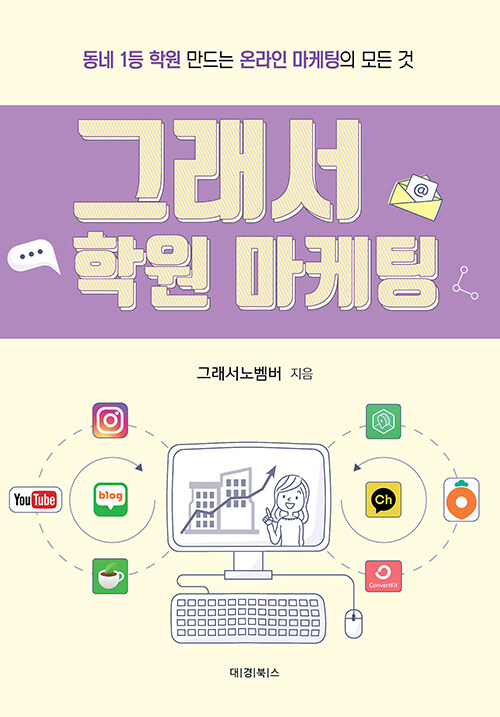 동네 1등 학원 만드는 온라인 마케팅의 모든 것
그래서
@
학원 마케팅
그래서노벰버 지음
YouTube
blog
Ch
ConvertKit
대|경|북|스